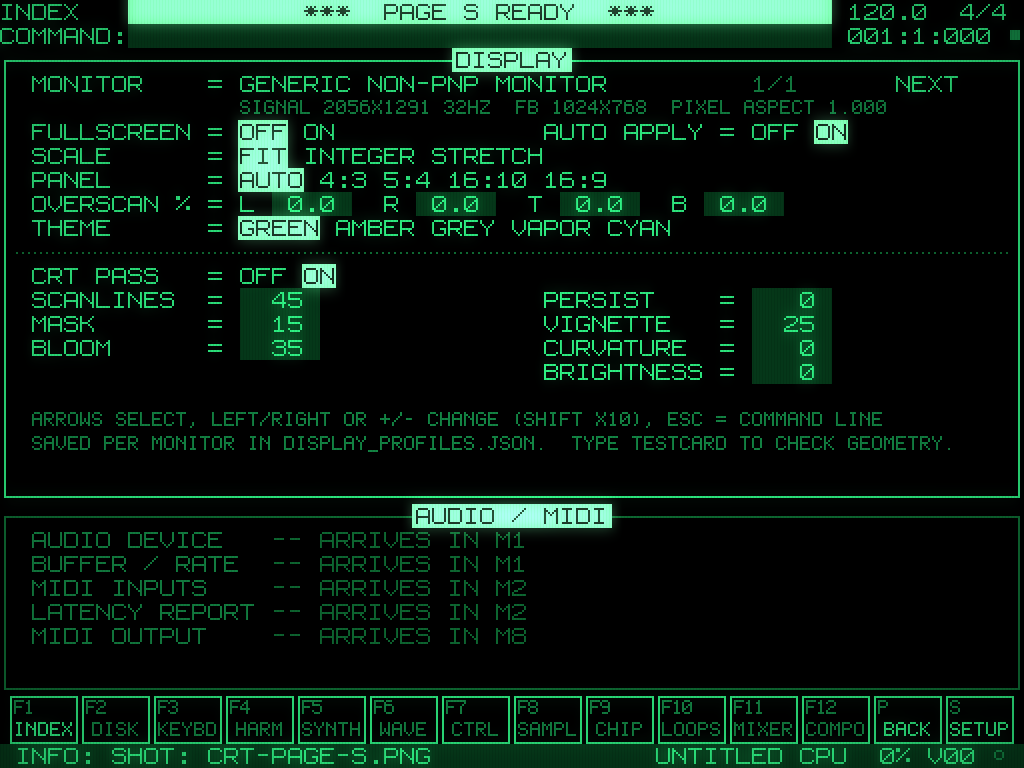 INDEX *** PAGE S READY *** 120.0 4/4
COMMAND: 001:1:000
DISPLAY
MONITOR = GENERIC NON-PNP MONITOR 1/1 NEXT
SIGNAL 2056X1291 32HZ FB 1024X768 PIXEL ASPECT 1.000
FULLSCREEN = OFF ON AUTO APPLY = OFF ON
SCALE = FIT INTEGER STRETCH
PANEL = AUTO 4:3 5:4 16:10 16:9
OVERSCAN % = L 0.0 R 0.0 T 0.0 B 0.0
THEME = GREEN AMBER GREY VAPOR CYAN
CRT PASS = OFF ON
SCANLINES = 45 PERSIST = 0
MASK = 15 VIGNETTE = 25
BLOOM = 35 CURVATURE = 0
BRIGHTNESS = 0
ARROWS SELECT, LEFT/RIGHT OR +/- CHANGE (SHIFT X10), ESC = COMMAND LINE
SAVED PER MONITOR IN DISPLAY_PROFILES.JSON. TYPE TESTCARD TO CHECK GEOMETRY.
AUDIO / MIDI
AUDIO DEVICE -- ARRIVES IN M1
BUFFER / RATE -- ARRIVES IN M1
MIDI INPUTS -- ARRIVES IN M2
LATENCY REPORT -- ARRIVES IN M2
MIDI OUTPUT -- ARRIVES IN M8
F1 F2 F3 F4 F5 F6 F7 F8 F9 F10 F11 F12 P S
INDEX DISK KEYBD HARM SYNTH WAVE CTRL SAMPL CHIP LOOPS MIXER COMPO BACK SETUP
INFO: SHOT: CRT-PAGE-S.PNG UNTITLED CPU 0% V00